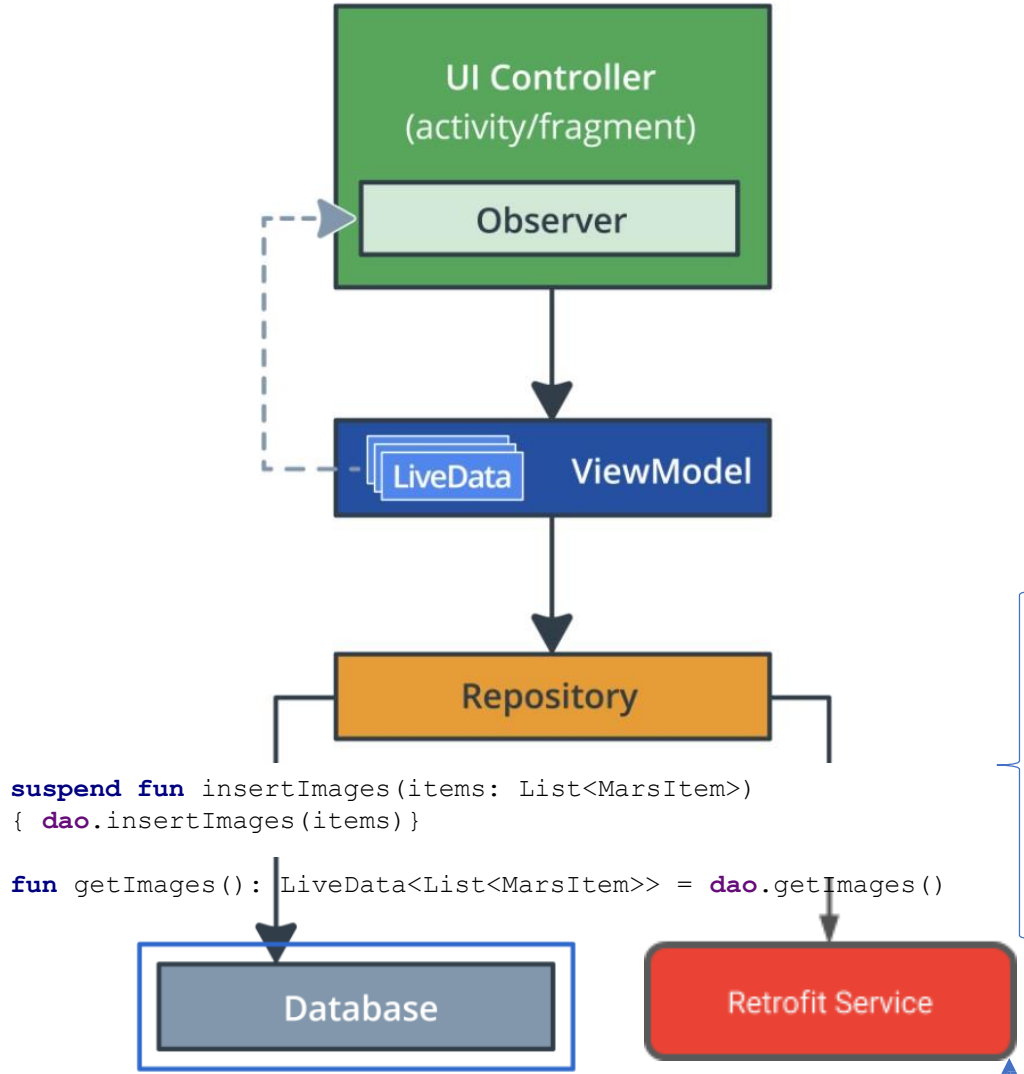 UI Controller
(activity/fragment)
Observer
LiveData
ViewModel
Repository
suspend fun insertImages(items: List<MarsItem>)
{ dao.insertImages(items)}
fun getImages(): LiveData<List<MarsItem>> = dao.getImages()
Database
Retrofit Service